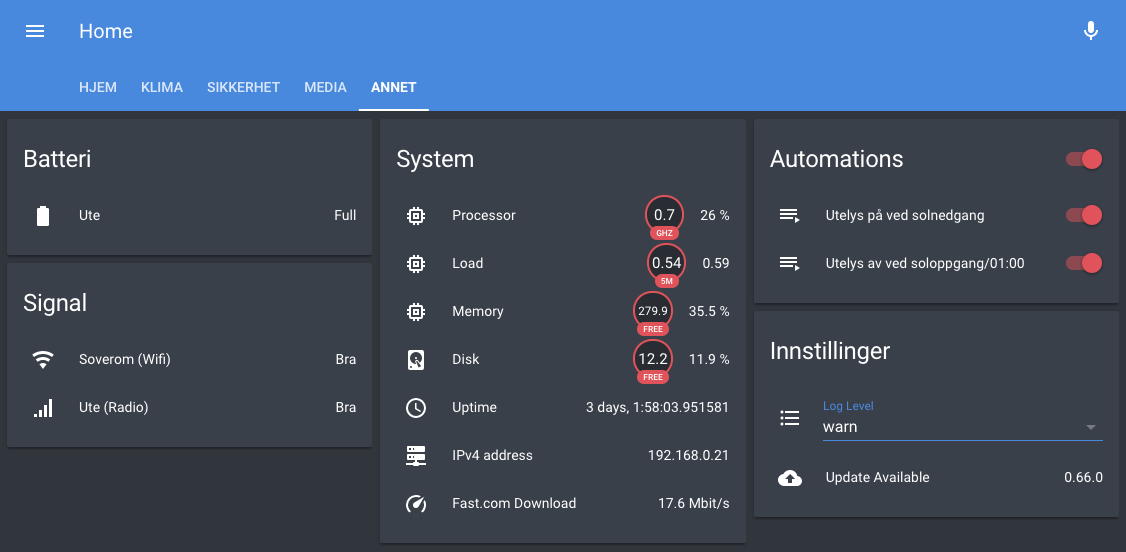 Home
HJEM KLIMA SIKKERHET MEDIA ANNET
Batteri
Ute Full
Signal
Soverom (Wifi) Bra
Ute (Radio) Bra
System
Processor 0.7 GHZ 26 %
Load 0.54 5M 0.59
Memory 279.9 FREE 35.5 %
Disk 12.2 FREE 11.9 %
Uptime 3 days, 1:58:03.951581
IPv4 address 192.168.0.21
Fast.com Download 17.6 Mbit/s
Automations
Utelys på ved solnedgang
Utelys av ved soloppgang/01:00
Innstillinger
Log Level
warn
Update Available 0.66.0